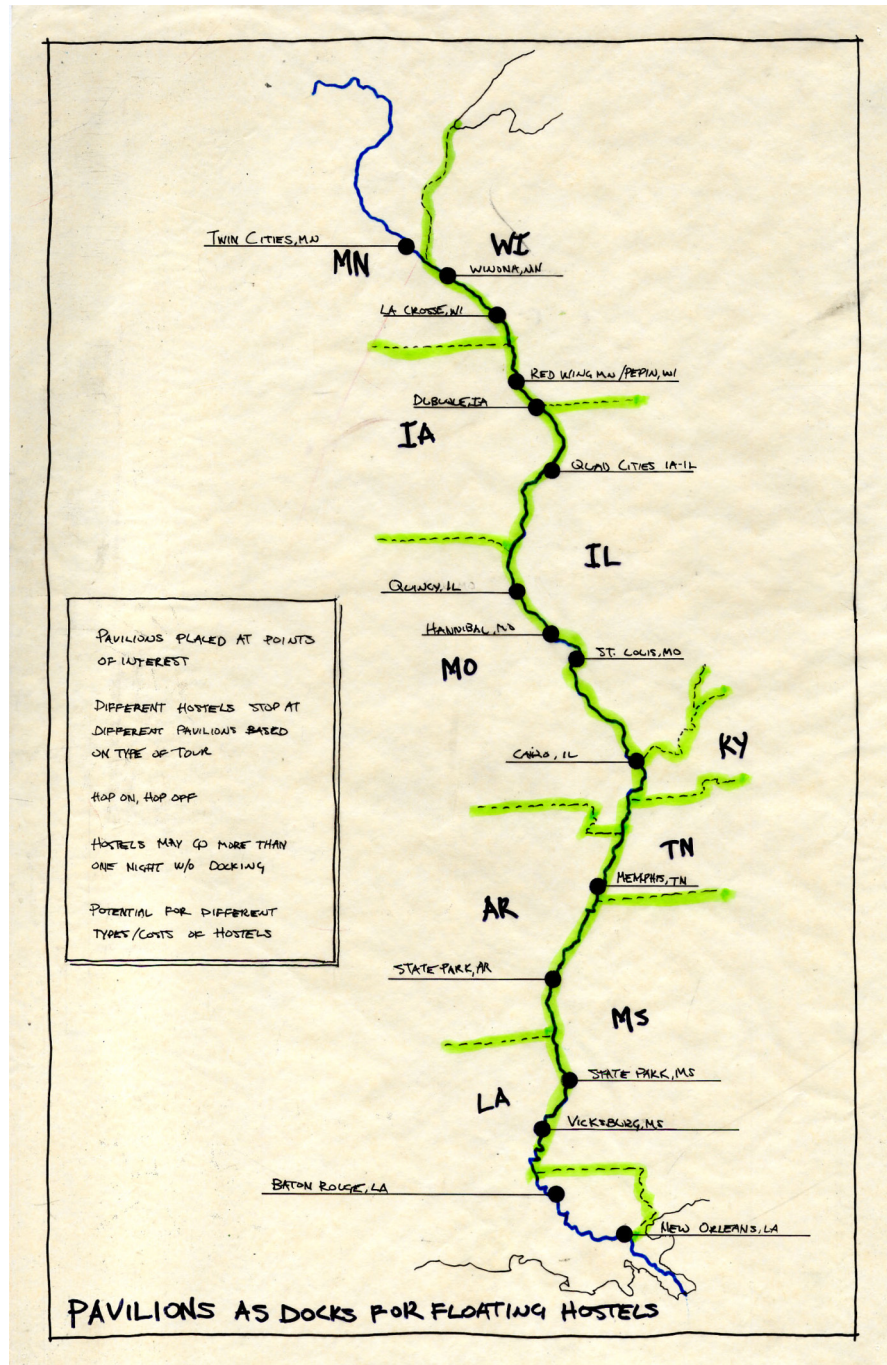 TWIN CITIES, MN
MN
WI
WINONA, MN
LA CROSSE, WI
RED WING MN/PEPIN, WI
DUBUQUE, IA
IA
QUAD CITIES IA-IL
IL
QUINCY, IL
HANNIBAL, MO
MO
ST. LOUIS, MO
PAVILIONS PLACED AT POINTS
OF INTEREST
DIFFERENT HOSTELS STOP AT
DIFFERENT PAVILIONS BASED
ON TYPE OF TOUR
HOP ON, HOP OFF
HOSTELS MAY GO MORE THAN
ONE NIGHT W/O DOCKING
POTENTIAL FOR DIFFERENT
TYPES/COSTS OF HOSTELS
KY
CAIRO, IL
TN
MEMPHIS, TN
AR
STATE PARK, AR
MS
STATE PARK, MS
LA
VICKSBURG, MS
BATON ROUGE, LA
NEW ORLEANS, LA
PAVILIONS AS DOCKS FOR FLOATING HOSTELS